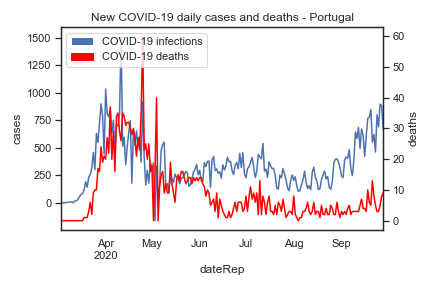 New COVID-19 daily cases and deaths - Portugal
COVID-19 infections
COVID-19 deaths
1500
1250
1000
750
500
250
0
cases
60
50
40
30
20
10
0
deaths
Apr
2020
May
Jun
Jul
Aug
Sep
dateRep